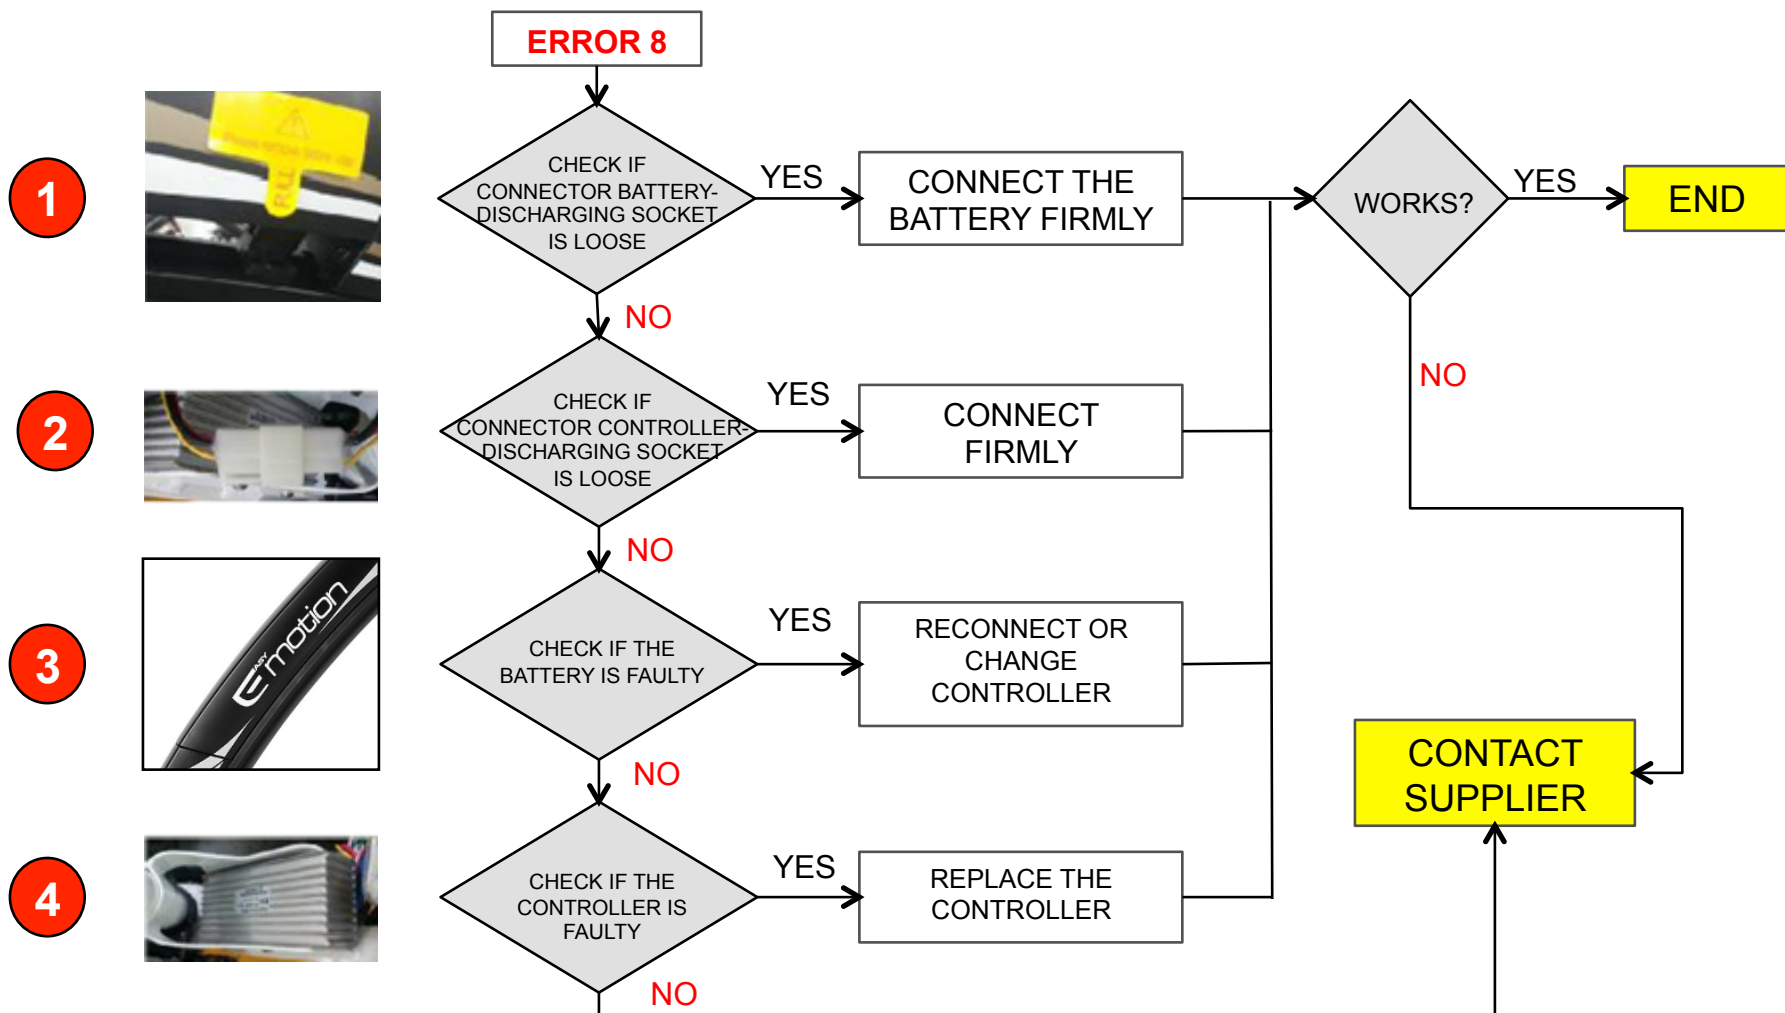 ERROR 8
1
PULL
CHECK IF
CONNECTOR BATTERY-
DISCHARGING SOCKET
IS LOOSE
YES
CONNECT THE
BATTERY FIRMLY
WORKS?
YES
END
NO
2
CHECK IF
CONNECTOR CONTROLLER-
DISCHARGING SOCKET
IS LOOSE
YES
CONNECT
FIRMLY
NO
NO
3
EASY
motion
CHECK IF THE
BATTERY IS FAULTY
YES
RECONNECT OR
CHANGE
CONTROLLER
CONTACT
SUPPLIER
NO
4
CHECK IF THE
CONTROLLER IS
FAULTY
YES
REPLACE THE
CONTROLLER
NO